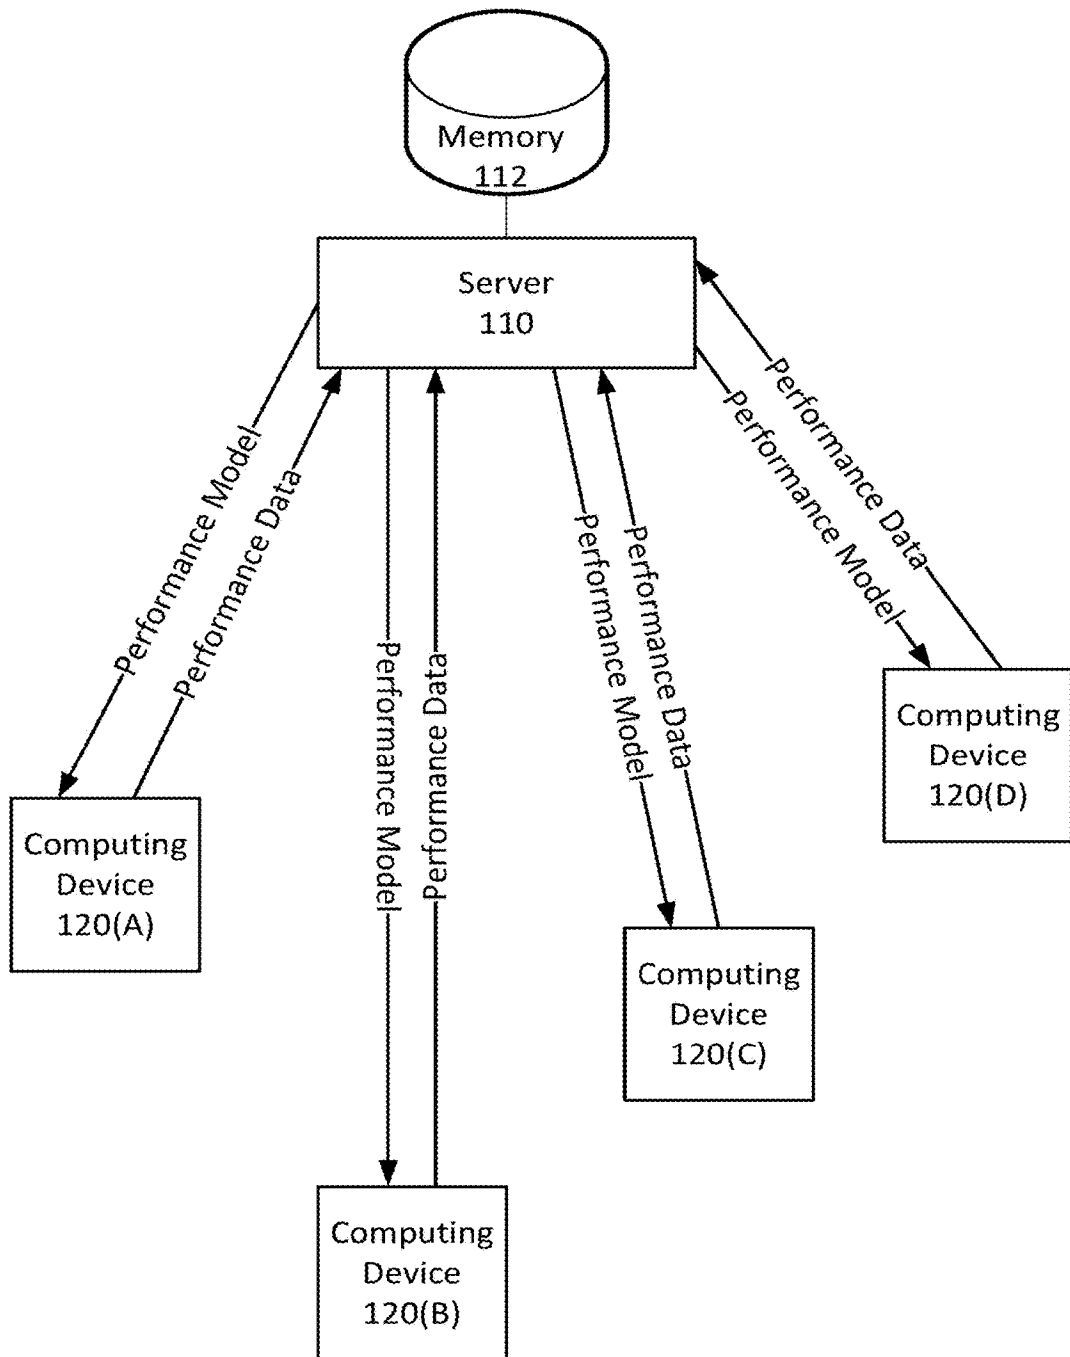 Memory
112
Server
110
Performance Model
Performance Data
Performance Model
Performance Data
Performance Model
Performance Data
Performance Model
Performance Data
Computing
Device
120(A)
Computing
Device
120(B)
Computing
Device
120(C)
Computing
Device
120(D)